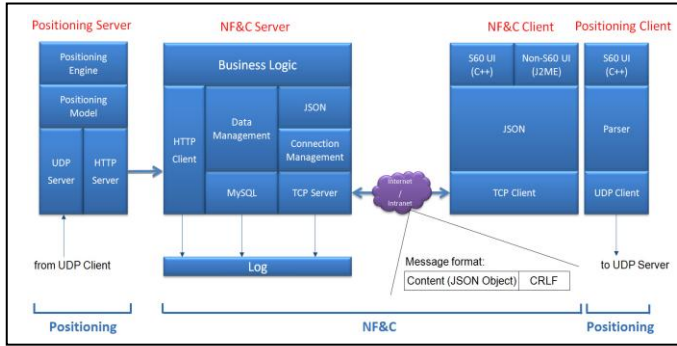 Positioning Server
NF&C Server
NF&C Client
Positioning Client
Positioning
Engine
Positioning
Model
UDP
Server
HTTP
Server
Business Logic
HTTP
Client
Data
Management
JSON
Connection
Management
MySQL
TCP Server
S60 UI
(C++)
Non-S60 UI
(J2ME)
JSON
TCP Client
S60 UI
(C++)
Parser
UDP Client
Internet
/
Intranet
from UDP Client
Log
Message format:
Content (JSON Object) CRLF
to UDP Server
Positioning
NF&C
Positioning